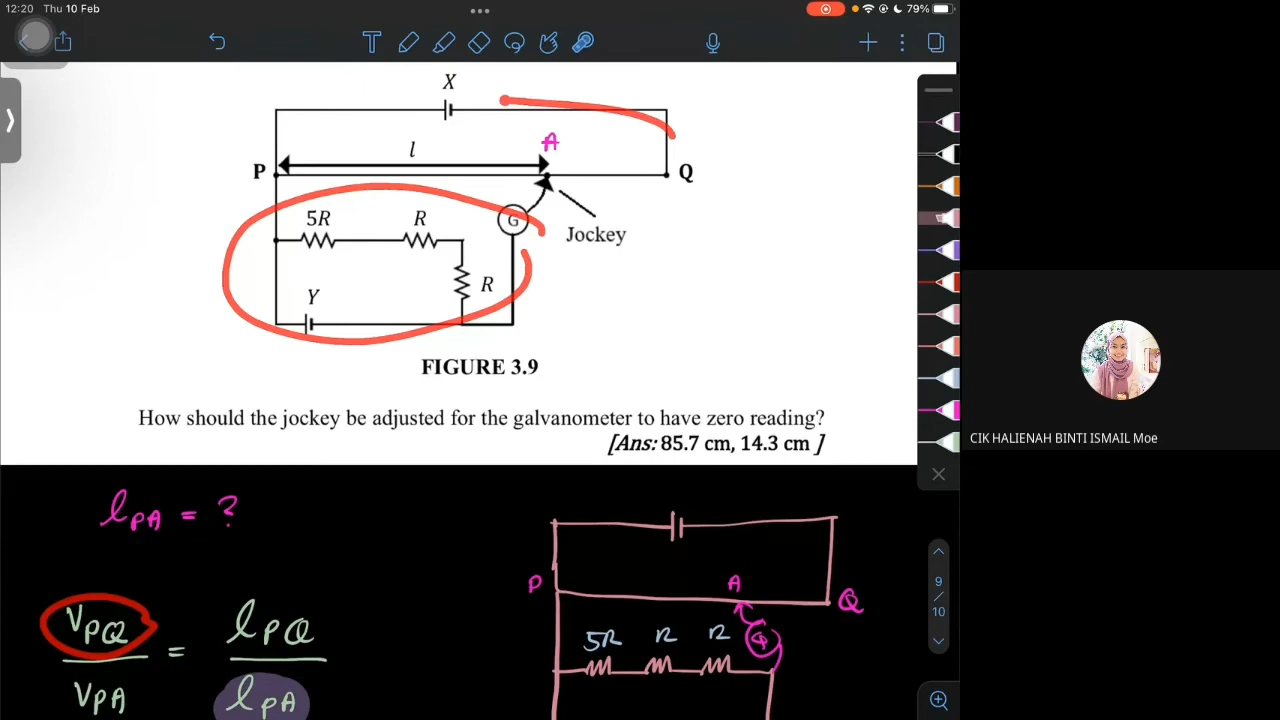 12:20 Thu 10 Feb
79%
X
A
l
P
Q
5R
R
G
Jockey
R
Y
FIGURE 3.9
How should the jockey be adjusted for the galvanometer to have zero reading?
[Ans: 85.7 cm, 14.3 cm ]
CIK HALIENAH BINTI ISMAIL Moe
l_PA = ?
P
A
Q
V_PQ / V_PA = l_PQ / l_PA
5R R R
G
9
/
10